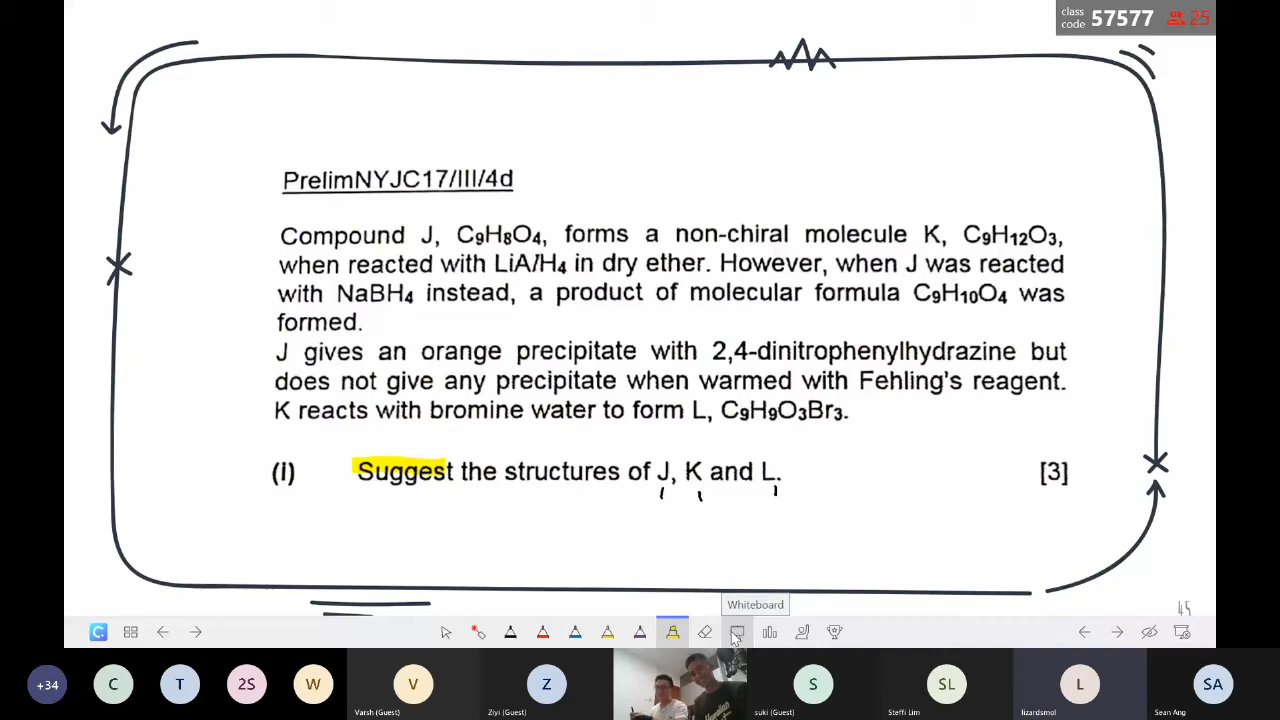 class
code 57577 25
PrelimNYJC17/III/4d
Compound J, C₉H₈O₄, forms a non-chiral molecule K, C₉H₁₂O₃,
when reacted with LiAlH₄ in dry ether. However, when J was reacted
with NaBH₄ instead, a product of molecular formula C₉H₁₀O₄ was
formed.
J gives an orange precipitate with 2,4-dinitrophenylhydrazine but
does not give any precipitate when warmed with Fehling's reagent.
K reacts with bromine water to form L, C₉H₉O₃Br₃.
(i) Suggest the structures of J, K and L. [3]
Whiteboard
45
C
+34
C
T
2S
W
V
Varsh (Guest)
Z
Ziyi (Guest)
S
suki (Guest)
SL
Steffi Lim
L
lizardsmol
SA
Sean Ang